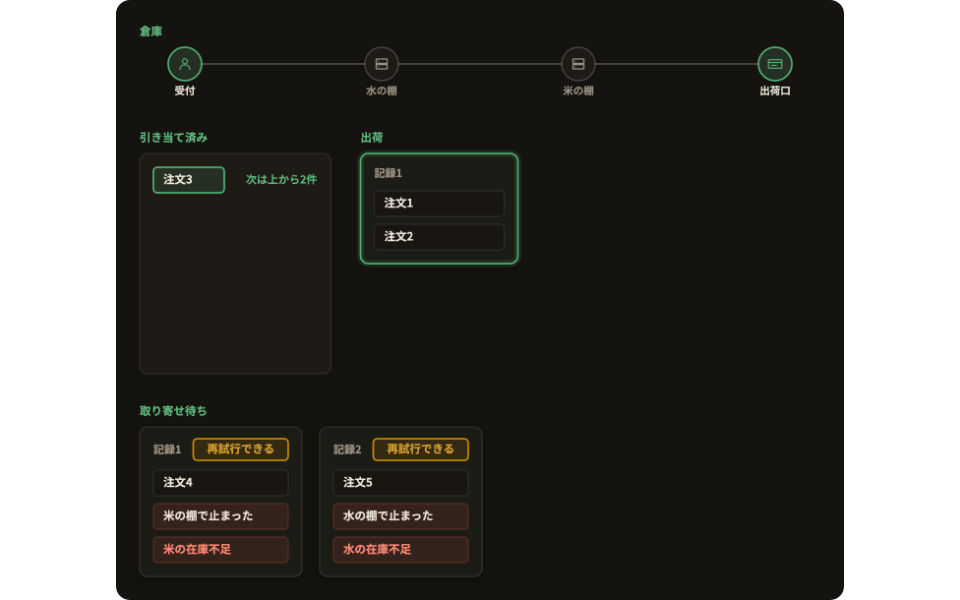 倉庫
受付
水の棚
米の棚
出荷口
引き当て済み
注文3
次は上から2件
出荷
記録1
注文1
注文2
取り寄せ待ち
記録1
再試行できる
注文4
米の棚で止まった
米の在庫不足
記録2
再試行できる
注文5
水の棚で止まった
水の在庫不足